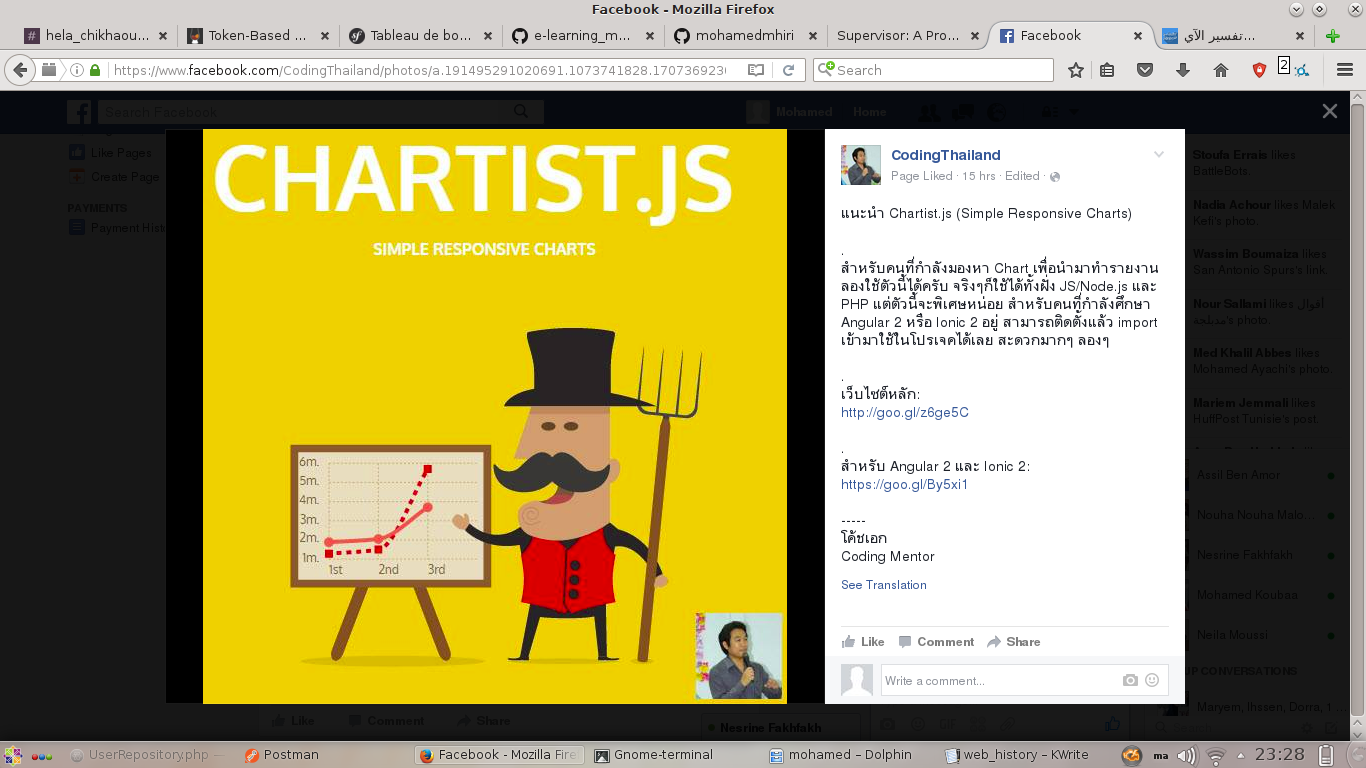 Facebook - Mozilla Firefox
hela_chikhaou...
Token-Based ...
Tableau de bo...
e-learning_m...
mohamedmhiri
Supervisor: A Pro...
Facebook
تفسير الآي...
https://www.facebook.com/CodingThailand/photos/a.191495291020691.1073741828.170736923
Search
2
Search Facebook
Mohamed
Home
Like Pages
Create Page
PAYMENTS
Payment Histo
CHARTIST.JS
SIMPLE RESPONSIVE CHARTS
6m.
5m.
4m.
3m.
2m.
1m.
1st 2nd 3rd
CodingThailand
Page Liked · 15 hrs · Edited ·
แนะนำ Chartist.js (Simple Responsive Charts)
.
สำหรับคนที่กำลังมองหา Chart เพื่อนำมาทำรายงาน
ลองใช้ตัวนี้ได้ครับ จริงๆก็ใช้ได้ทั้งฝั่ง JS/Node.js และ
PHP แต่ตัวนี้จะพิเศษหน่อย สำหรับคนที่กำลังศึกษา
Angular 2 หรือ Ionic 2 อยู่ สามารถติดตั้งแล้ว import
เข้ามาใช้ในโปรเจคได้เลย สะดวกมากๆ ลองๆ
.
เว็บไซต์หลัก:
http://goo.gl/z6ge5C
.
สำหรับ Angular 2 และ Ionic 2:
https://goo.gl/By5xi1
-----
โค้ชเอก
Coding Mentor
See Translation
Like Comment Share
Write a comment...
Stoufa Errais likes
BattleBots.
Nadia Achour likes Malek
Kefi's photo.
Wassim Boumaiza likes
San Antonio Spurs's link.
Nour Sallami likes أقوال
مدبلجة's photo.
Med Khalil Abbes likes
Mohamed Ayachi's photo.
Mariem Jemmali likes
HuffPost Tunisie's post.
Assil Ben Amor
Nouha Nouha Malo...
Nesrine Fakhfakh
Mohamed Koubaa
Neila Moussi
IP CONVERSATIONS
Maryem, Ihssen, Dorra, 1 ...
Like Comment Share
Nesrine Fakhfakh
UserRepository.php –
Postman
Facebook - Mozilla Fire
Gnome-terminal
mohamed – Dolphin
web_history – KWrite
ma
23:28